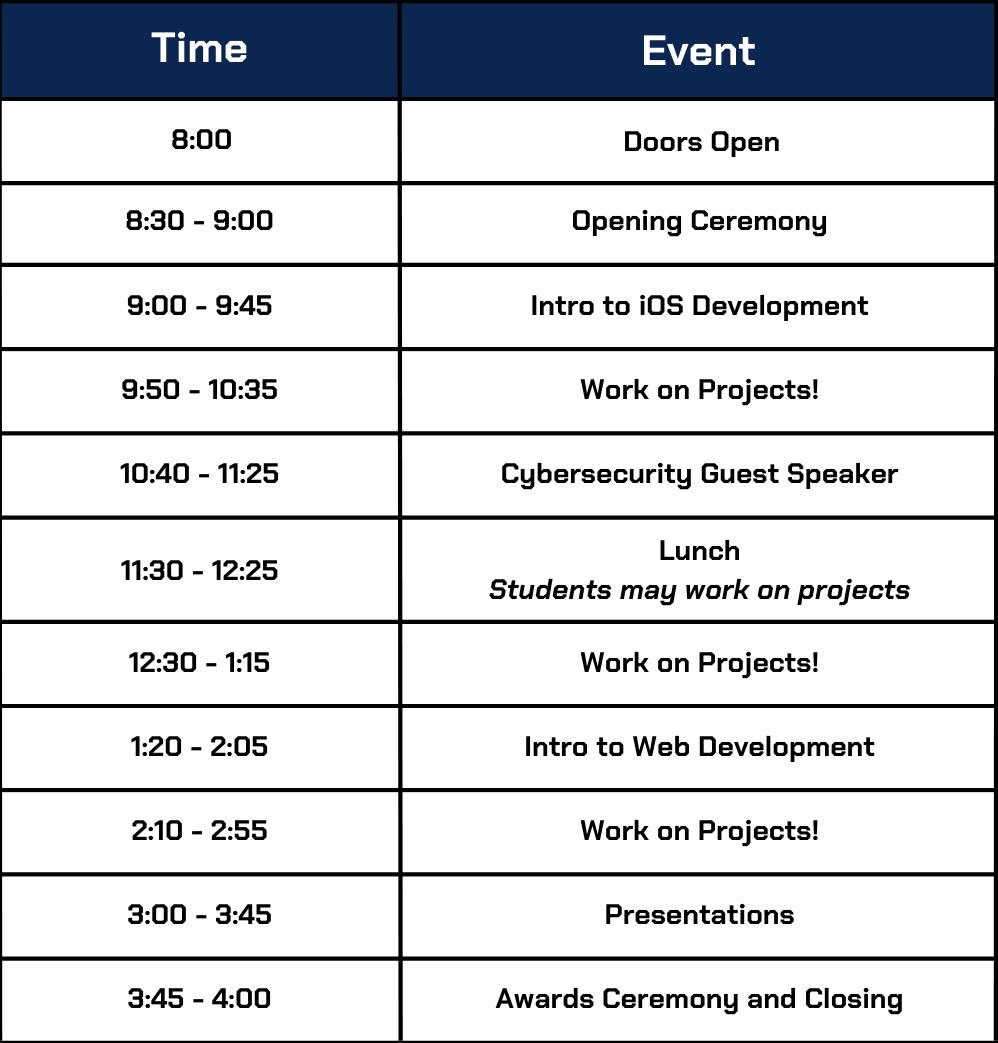 Time Event
8:00 Doors Open
8:30 - 9:00 Opening Ceremony
9:00 - 9:45 Intro to iOS Development
9:50 - 10:35 Work on Projects!
10:40 - 11:25 Cybersecurity Guest Speaker
11:30 - 12:25 Lunch
Students may work on projects
12:30 - 1:15 Work on Projects!
1:20 - 2:05 Intro to Web Development
2:10 - 2:55 Work on Projects!
3:00 - 3:45 Presentations
3:45 - 4:00 Awards Ceremony and Closing